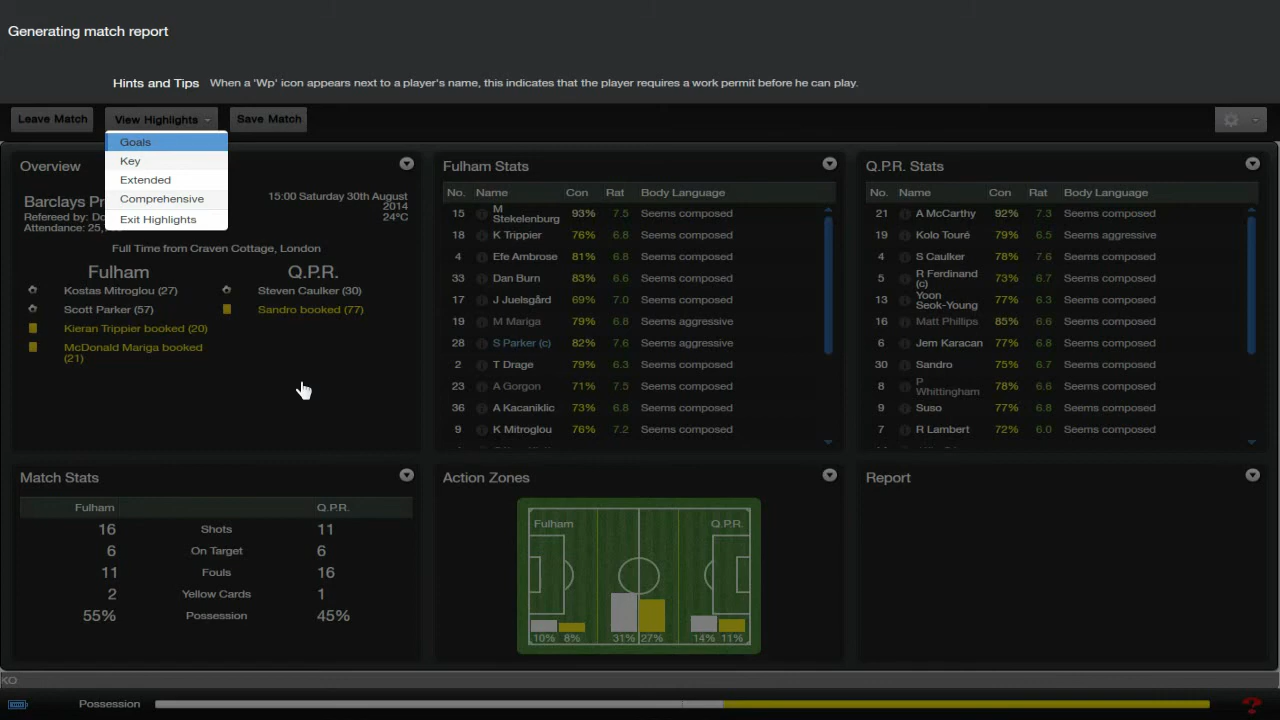 Generating match report
Hints and Tips When a 'Wp' icon appears next to a player's name, this indicates that the player requires a work permit before he can play.
Leave Match View Highlights Save Match
Goals
Key
Extended
Comprehensive
Exit Highlights
Overview
Barclays Pr
Refereed by: Do
Attendance: 25,
15:00 Saturday 30th August
2014
24°C
Full Time from Craven Cottage, London
Fulham Q.P.R.
Kostas Mitroglou (27) Steven Caulker (30)
Scott Parker (57) Sandro booked (77)
Kieran Trippier booked (20)
McDonald Mariga booked
(21)
Fulham Stats
No. Name Con Rat Body Language
15 M Stekelenburg 93% 7.5 Seems composed
18 K Trippier 76% 6.8 Seems composed
4 Efe Ambrose 81% 6.8 Seems composed
33 Dan Burn 83% 6.6 Seems composed
17 J Juelsgård 69% 7.0 Seems composed
19 M Mariga 79% 6.8 Seems aggressive
28 S Parker (c) 82% 7.6 Seems aggressive
2 T Drage 79% 6.3 Seems composed
23 A Gorgon 71% 7.5 Seems composed
36 A Kacaniklic 73% 6.8 Seems composed
9 K Mitroglou 76% 7.2 Seems composed
Q.P.R. Stats
No. Name Con Rat Body Language
21 A McCarthy 92% 7.3 Seems composed
19 Kolo Touré 79% 6.5 Seems aggressive
4 S Caulker 78% 7.6 Seems composed
5 R Ferdinand (c) 73% 6.7 Seems composed
13 Yoon Seok-Young 77% 6.3 Seems composed
16 Matt Phillips 85% 6.6 Seems composed
6 Jem Karacan 77% 6.8 Seems composed
30 Sandro 75% 6.7 Seems composed
8 P Whittingham 78% 6.6 Seems composed
9 Suso 77% 6.8 Seems composed
7 R Lambert 72% 6.0 Seems composed
Match Stats
Fulham Q.P.R.
16 Shots 11
6 On Target 6
11 Fouls 16
2 Yellow Cards 1
55% Possession 45%
Action Zones
Fulham Q.P.R.
10% 8% 31% 27% 14% 11%
Report
KO
Possession